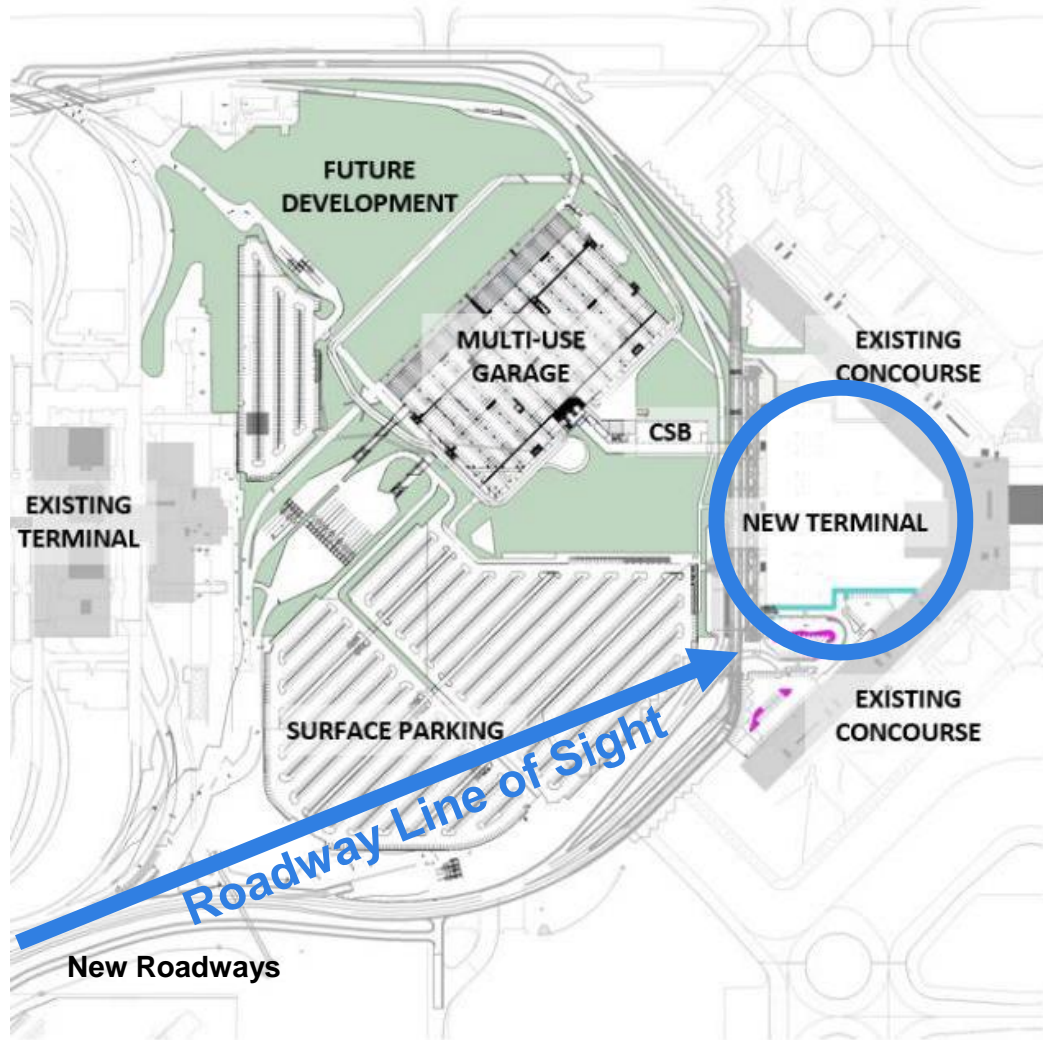 FUTURE
DEVELOPMENT
MULTI-USE
GARAGE
EXISTING
CONCOURSE
CSB
EXISTING
TERMINAL
NEW TERMINAL
SURFACE PARKING
EXISTING
CONCOURSE
Roadway Line of Sight
New Roadways